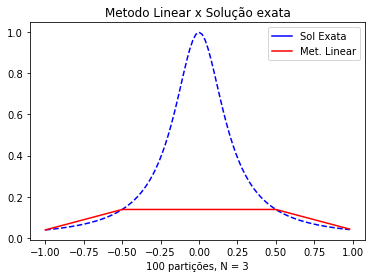 Metodo Linear x Solução exata
Sol Exata
Met. Linear
1.0
0.8
0.6
0.4
0.2
0.0
−1.00 −0.75 −0.50 −0.25 0.00 0.25 0.50 0.75 1.00
100 partições, N = 3